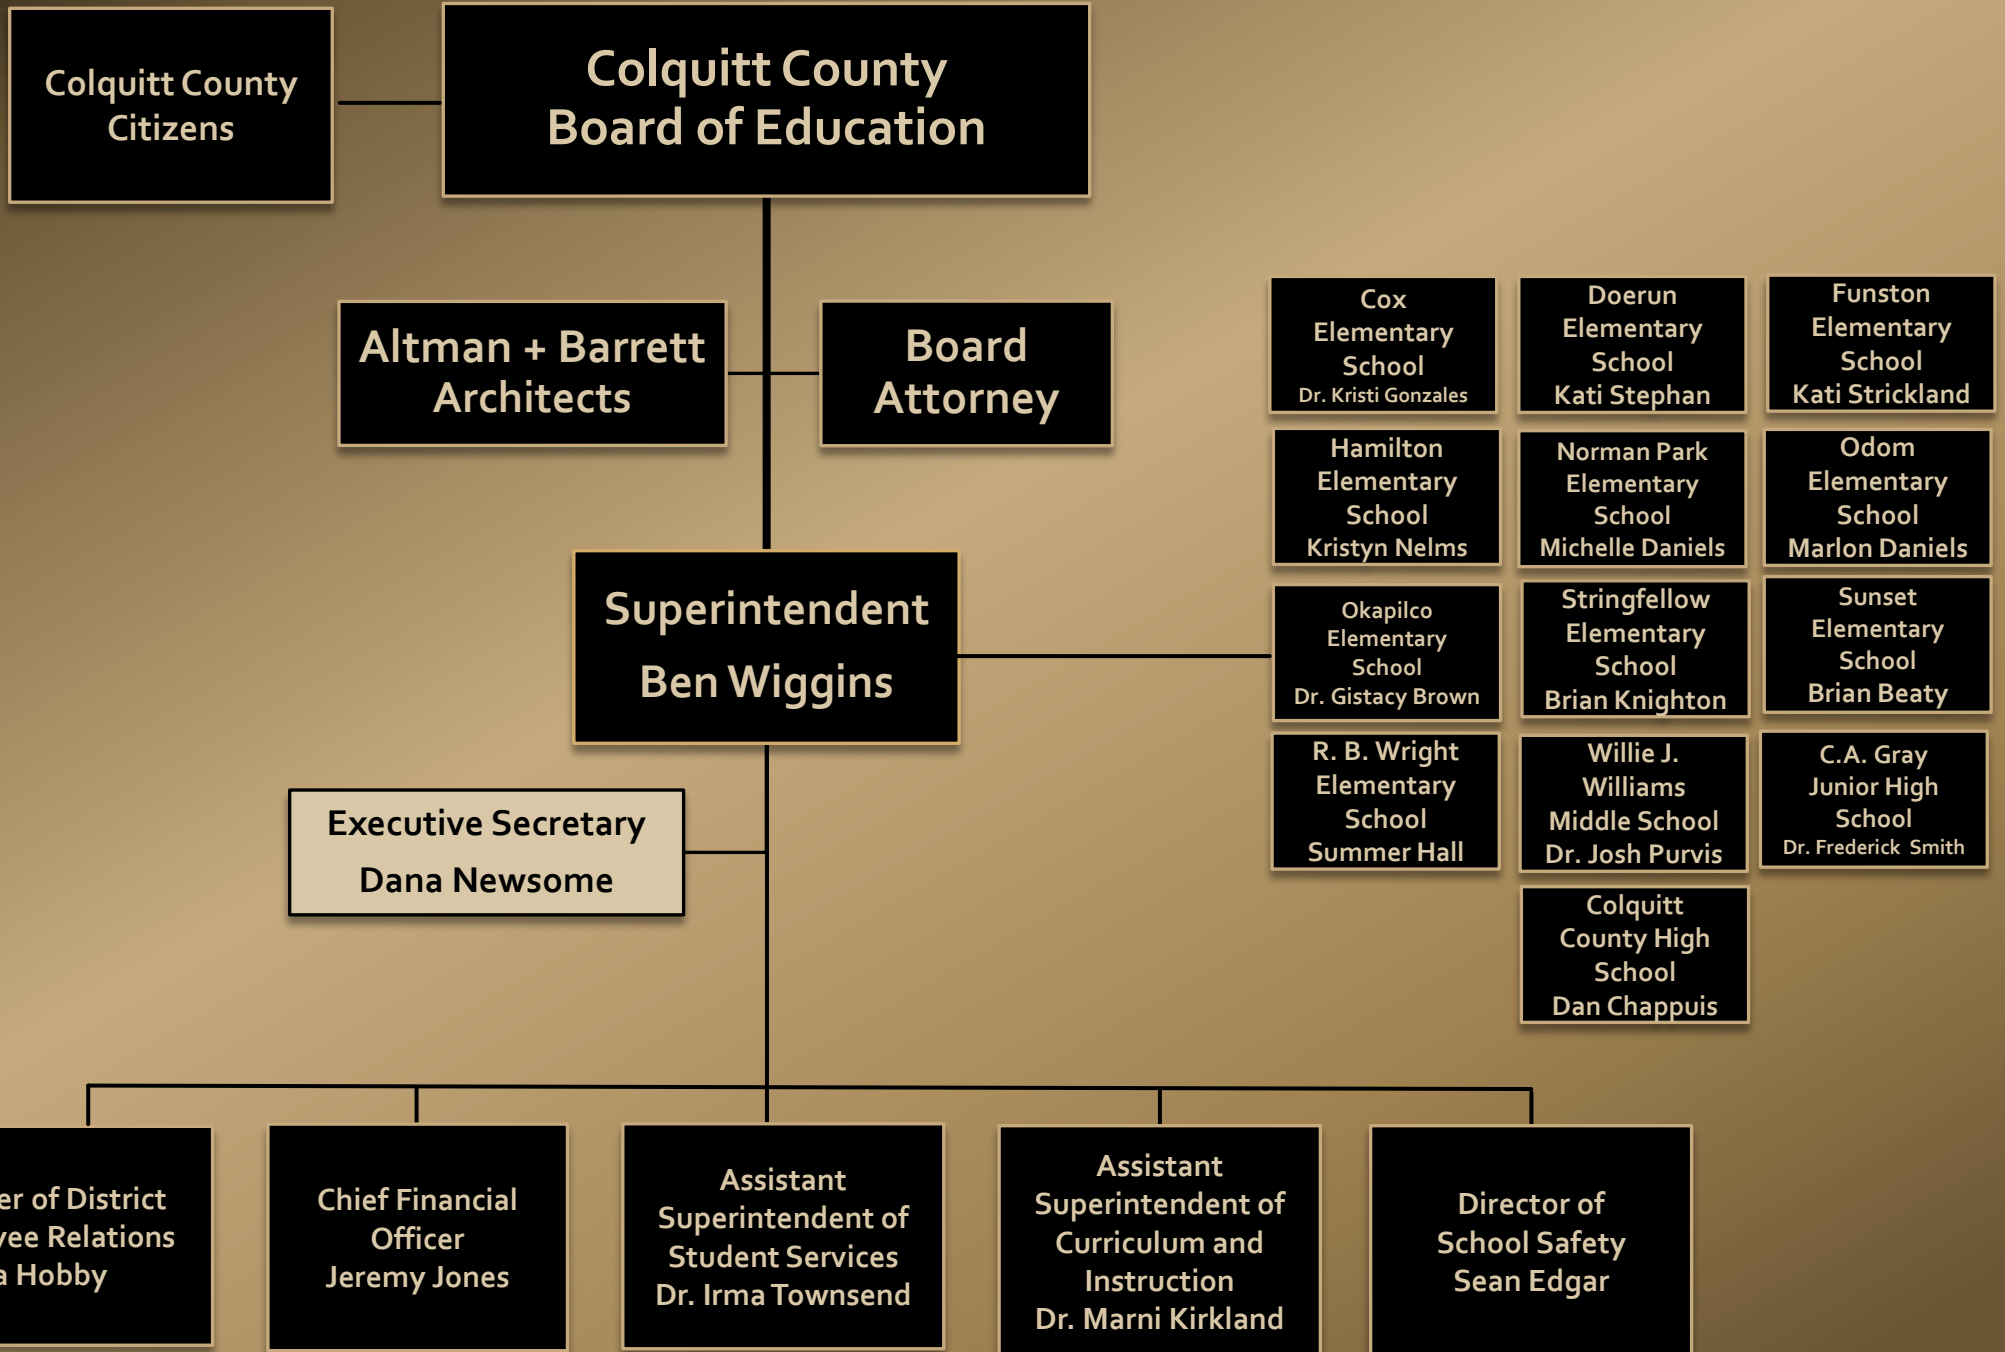 Colquitt County
Citizens
Colquitt County
Board of Education
Altman + Barrett
Architects
Board
Attorney
Cox
Elementary
School
Dr. Kristi Gonzales
Doerun
Elementary
School
Kati Stephan
Funston
Elementary
School
Kati Strickland
Hamilton
Elementary
School
Kristyn Nelms
Norman Park
Elementary
School
Michelle Daniels
Odom
Elementary
School
Marlon Daniels
Superintendent
Ben Wiggins
Okapilco
Elementary
School
Dr. Gistacy Brown
Stringfellow
Elementary
School
Brian Knighton
Sunset
Elementary
School
Brian Beaty
R. B. Wright
Elementary
School
Summer Hall
Willie J.
Williams
Middle School
Dr. Josh Purvis
C.A. Gray
Junior High
School
Dr. Frederick Smith
Executive Secretary
Dana Newsome
Colquitt
County High
School
Dan Chappuis
of District
Relations
Hobby
Chief Financial
Officer
Jeremy Jones
Assistant
Superintendent of
Student Services
Dr. Irma Townsend
Assistant
Superintendent of
Curriculum and
Instruction
Dr. Marni Kirkland
Director of
School Safety
Sean Edgar